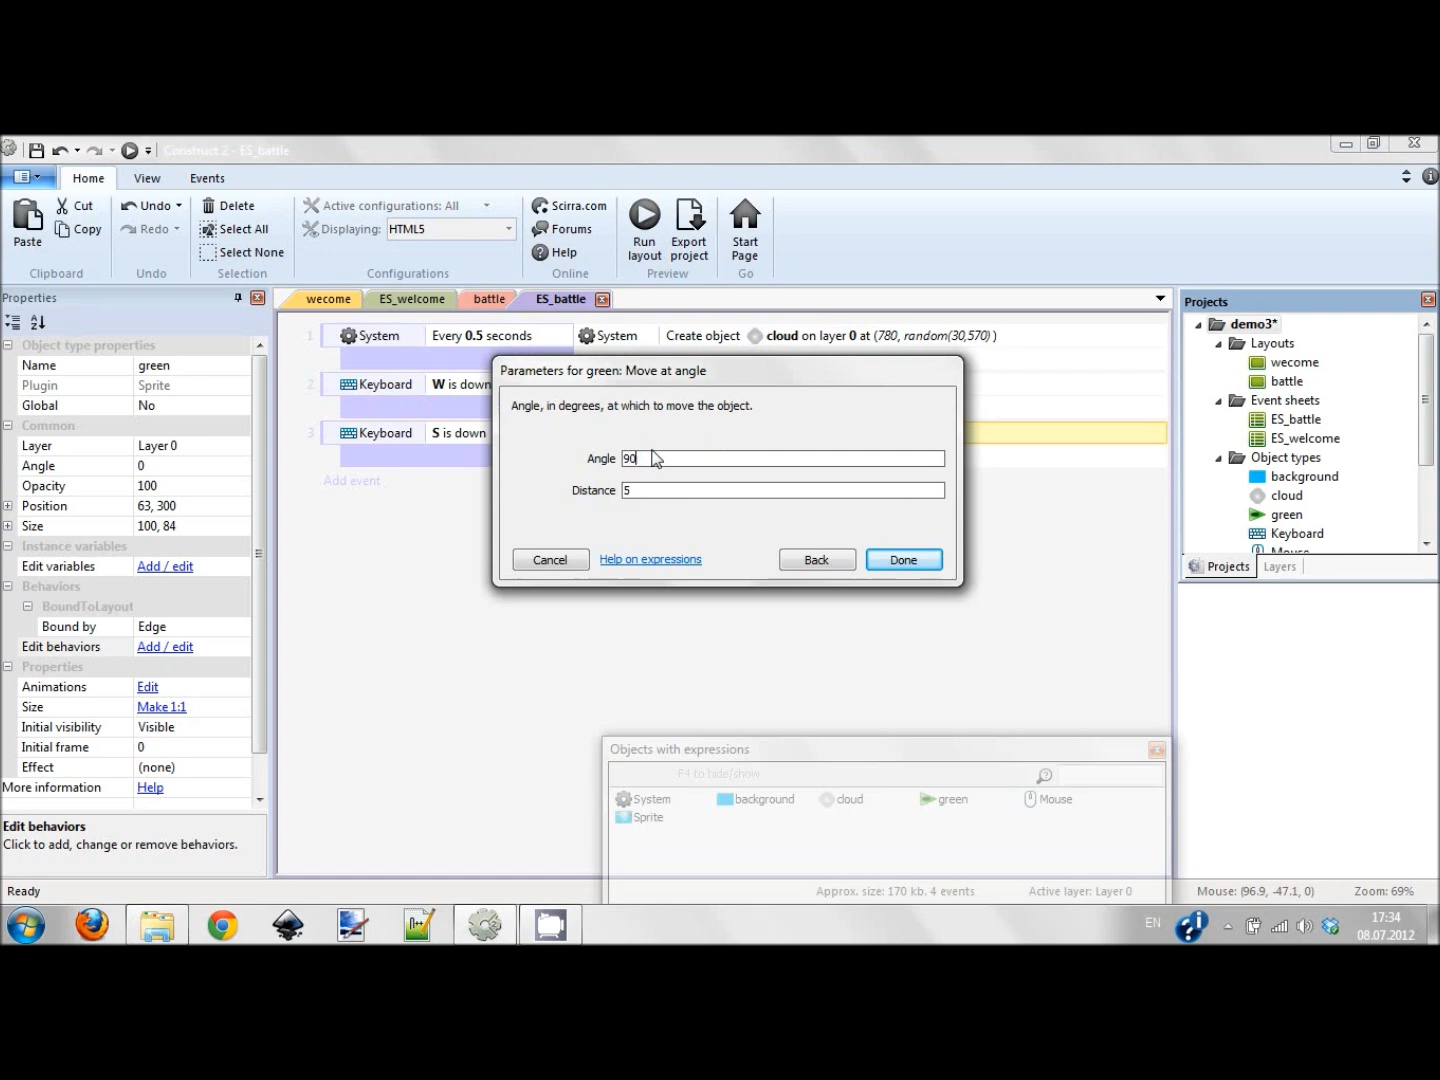 Construct 2 - ES_battle
Home View Events
Paste
Cut
Copy
Clipboard
Undo
Redo
Undo
Delete
Select All
Select None
Selection
Active configurations: All
Displaying: HTML5
Configurations
Scirra.com
Forums
Help
Online
Run layout
Export project
Preview
Start Page
Go
Properties
Object type properties
Name green
Plugin Sprite
Global No
Common
Layer Layer 0
Angle 0
Opacity 100
Position 63, 300
Size 100, 84
Instance variables
Edit variables Add / edit
Behaviors
BoundToLayout
Bound by Edge
Edit behaviors Add / edit
Properties
Animations Edit
Size Make 1:1
Initial visibility Visible
Initial frame 0
Effect (none)
More information Help
Edit behaviors
Click to add, change or remove behaviors.
wecome ES_welcome battle ES_battle
1 System Every 0.5 seconds System Create object cloud on layer 0 at (780, random(30,570) )
2 Keyboard W is down
3 Keyboard S is down
Add event
Parameters for green: Move at angle
Angle, in degrees, at which to move the object.
Angle 90
Distance 5
Cancel Help on expressions Back Done
Objects with expressions
F4 to hide/show
System background cloud green Mouse
Sprite
Projects
demo3*
Layouts
wecome
battle
Event sheets
ES_battle
ES_welcome
Object types
background
cloud
green
Keyboard
Mouse
Projects Layers
Ready Approx. size: 170 kb. 4 events Active layer: Layer 0 Mouse: (96.9, -47.1, 0) Zoom: 69%
EN 17:34
08.07.2012